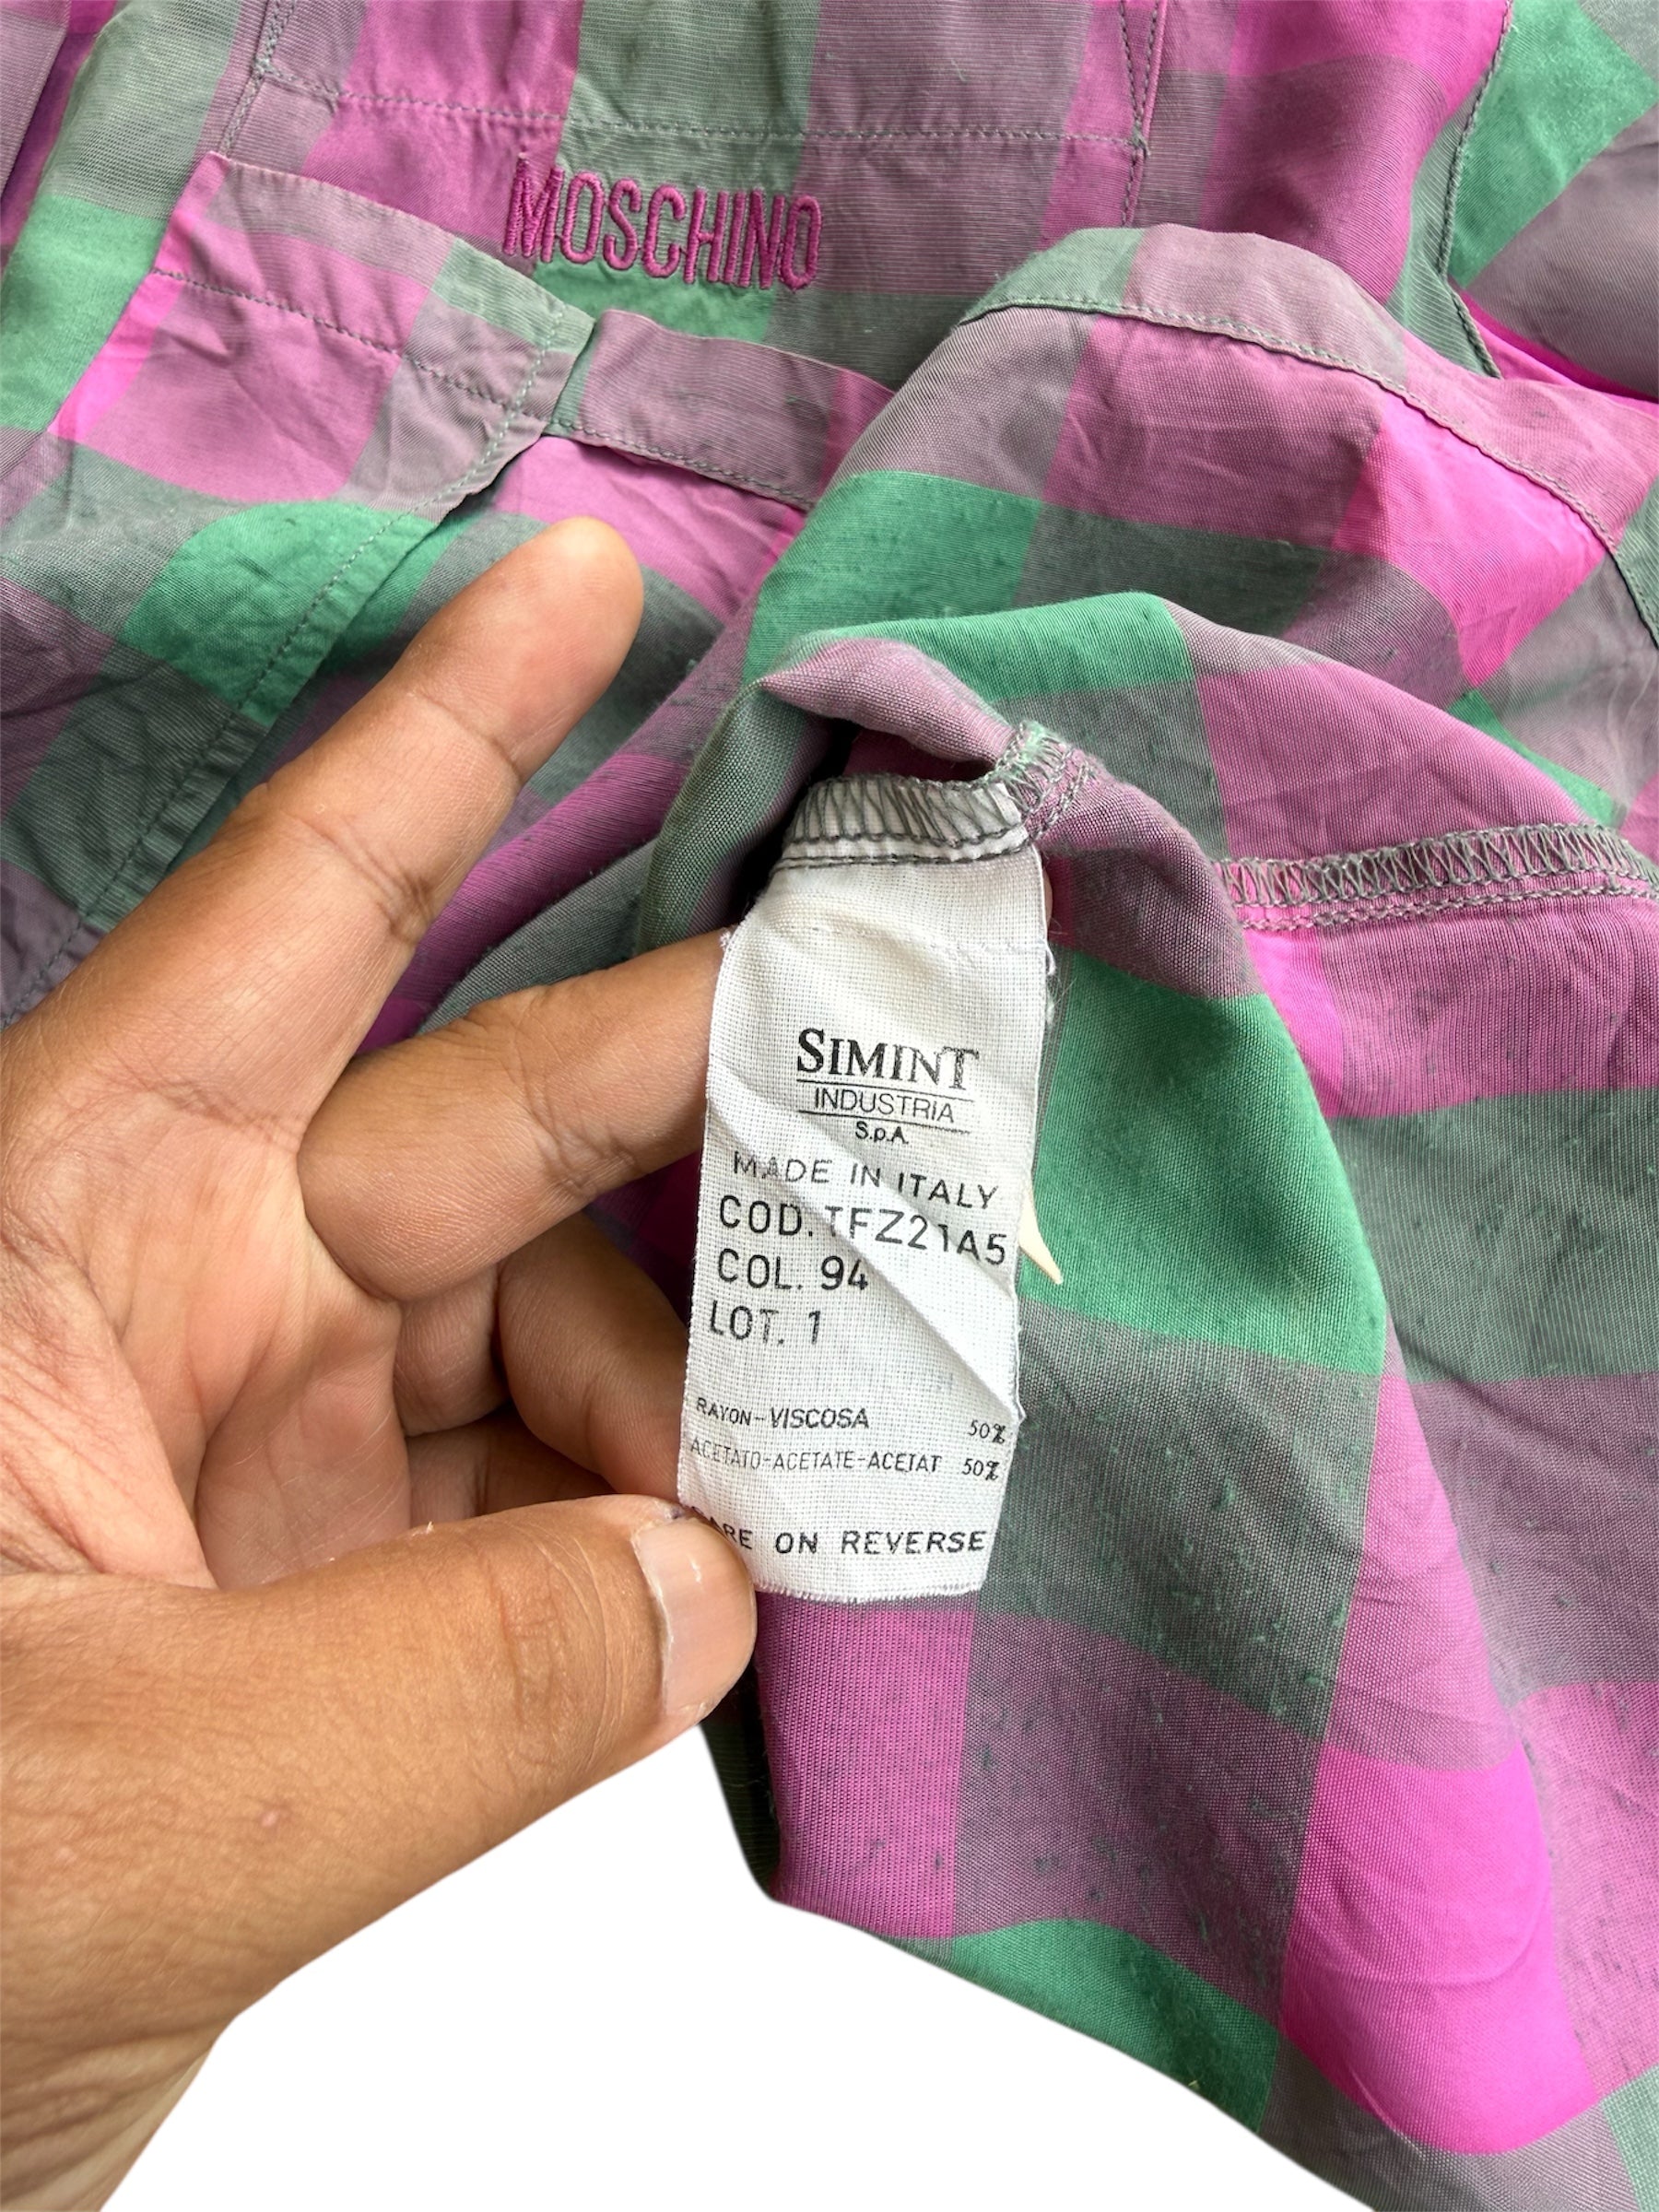 MOSCHINO
SIMINT
INDUSTRIA
S.p.A.
MADE IN ITALY
COD. TFZ21A5
COL. 94
LOT. 1
RAYON-VISCOSA 50%
ACETATO-ACETATE-ACETAT 50%
CARE ON REVERSE